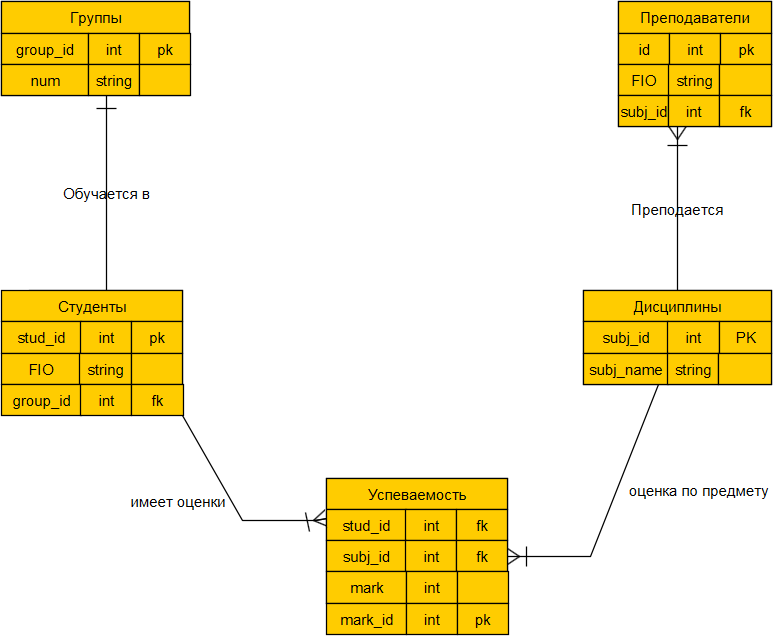 Группы
group_id int pk
num string
Преподаватели
id int pk
FIO string
subj_id int fk
Обучается в
Преподается
Студенты
stud_id int pk
FIO string
group_id int fk
Дисциплины
subj_id int PK
subj_name string
имеет оценки
оценка по предмету
Успеваемость
stud_id int fk
subj_id int fk
mark int
mark_id int pk